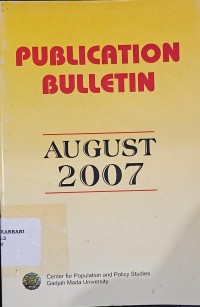 PUBLICATION
BULLETIN
AUGUST
2007
Center for Population and Policy Studies
Gadjah Mada University